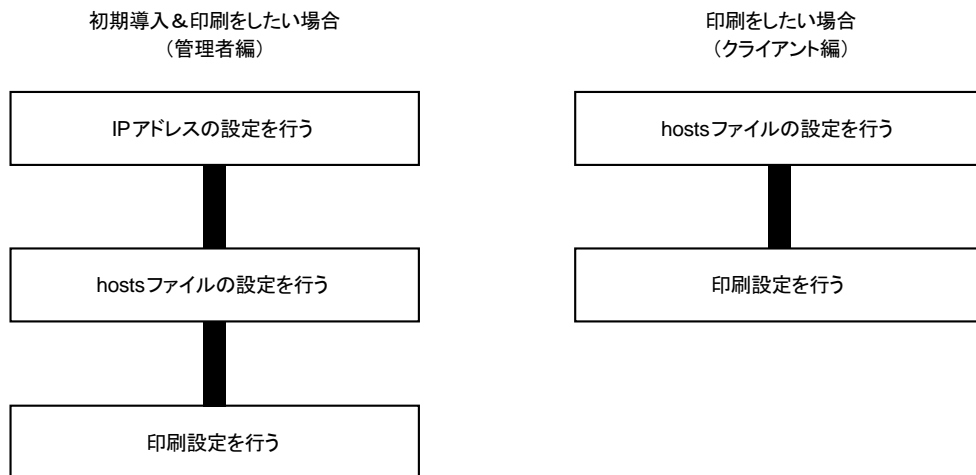 初期導入＆印刷をしたい場合
（管理者編）
IPアドレスの設定を行う
hostsファイルの設定を行う
印刷設定を行う
印刷をしたい場合
（クライアント編）
hostsファイルの設定を行う
印刷設定を行う